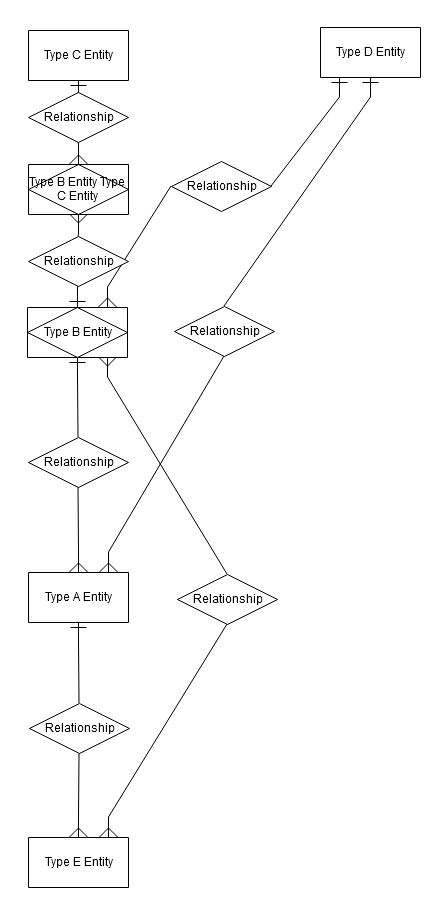 Type C Entity
Type D Entity
Relationship
Type B Entity Type
C Entity
Relationship
Relationship
Type B Entity
Relationship
Relationship
Type A Entity
Relationship
Relationship
Type E Entity